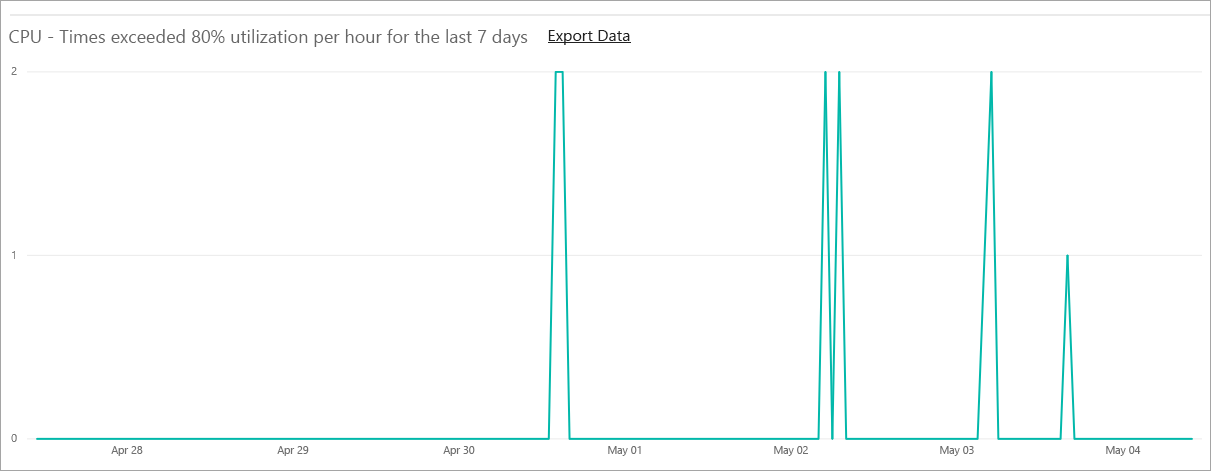 CPU - Times exceeded 80% utilization per hour for the last 7 days Export Data
2
1
0
Apr 28 Apr 29 Apr 30 May 01 May 02 May 03 May 04